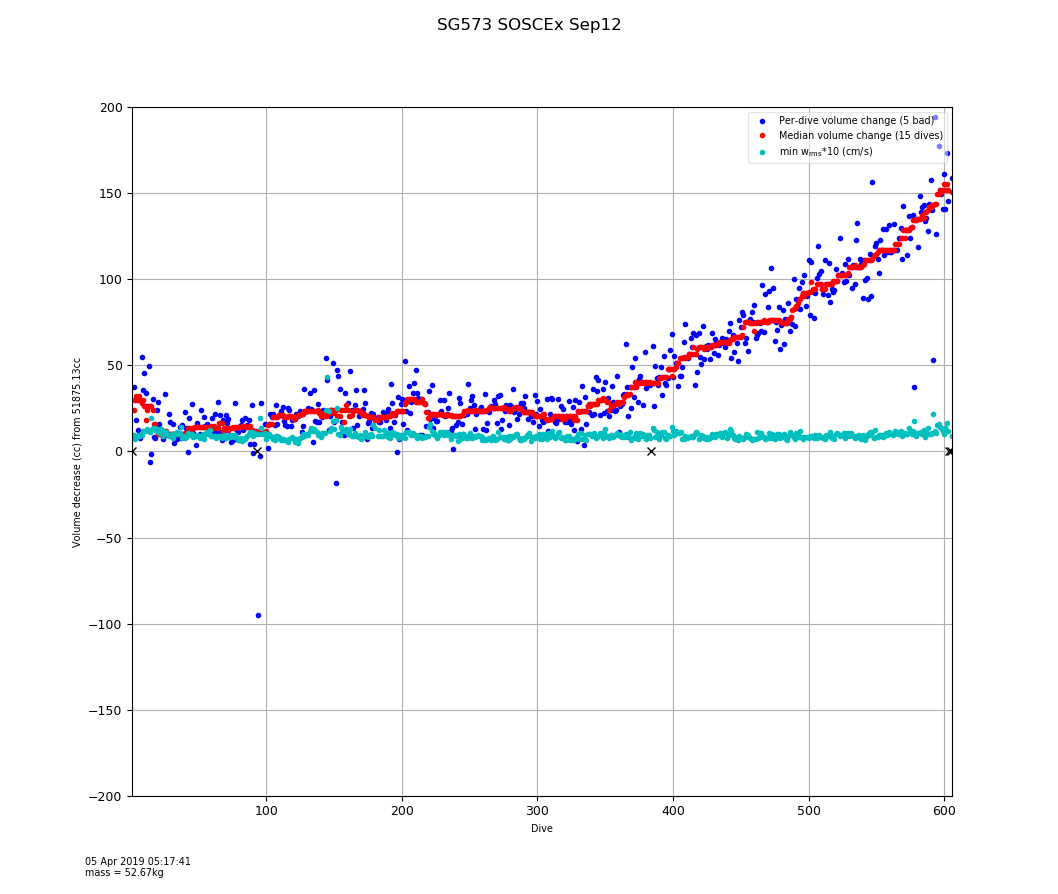 SG573 SOSCEx Sep12
200
150
100
50
0
−50
−100
−150
−200
Volume decrease (cc) from 51875.13cc
Per-dive volume change (5 bad)
Median volume change (15 dives)
min wrms*10 (cm/s)
100 200 300 400 500 600
Dive
05 Apr 2019 05:17:41
mass = 52.67kg